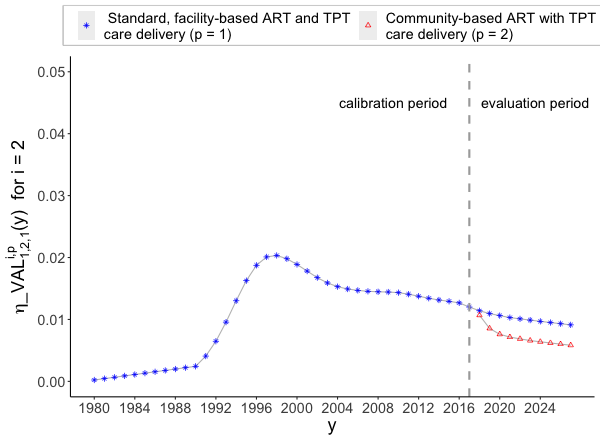 Standard, facility-based ART and TPT
care delivery (p = 1)
Community-based ART with TPT
care delivery (p = 2)
0.05
0.04
0.03
0.02
0.01
0.00
η_VAL^{i,p}_{1,2,1}(y) for i = 2
calibration period
evaluation period
1980 1984 1988 1992 1996 2000 2004 2008 2012 2016 2020 2024
y